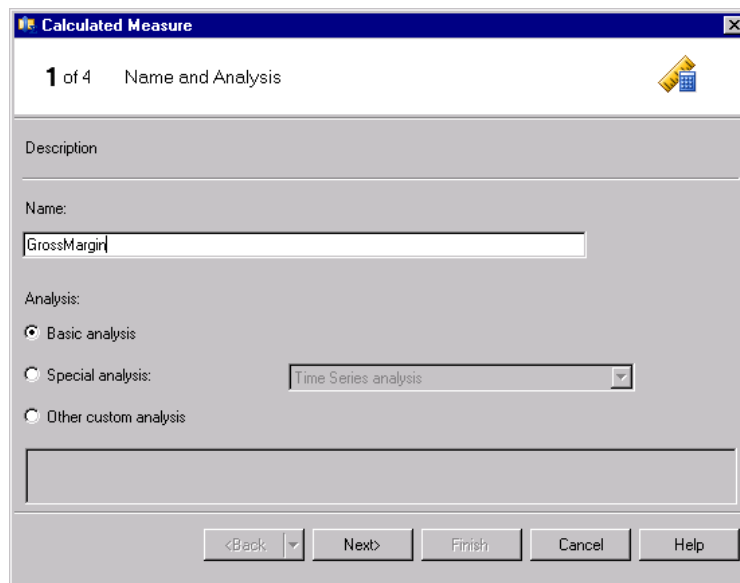 Calculated Measure
1 of 4 Name and Analysis
Description
Name:
GrossMargin
Analysis:
Basic analysis
Special analysis: Time Series analysis
Other custom analysis
<Back Next> Finish Cancel Help